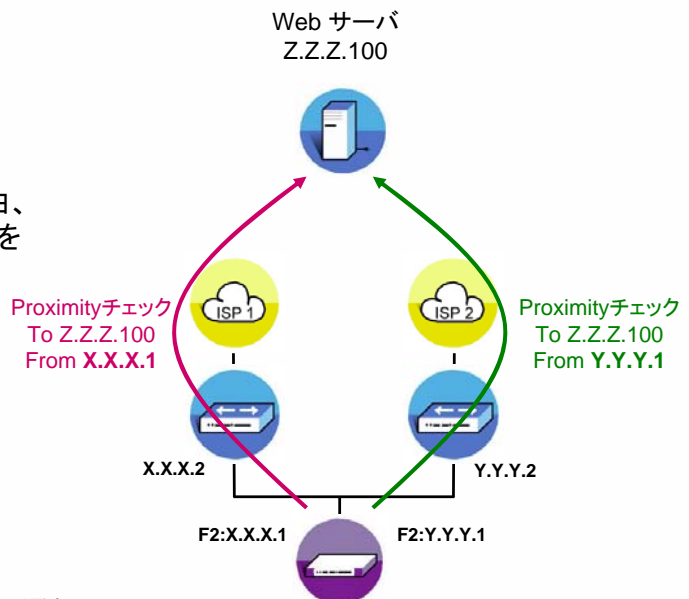 Web サーバ
Z.Z.Z.100
、
を
Proximityチェック
To Z.Z.Z.100
From X.X.X.1
ISP 1
ISP 2
Proximityチェック
To Z.Z.Z.100
From Y.Y.Y.1
X.X.X.2
Y.Y.Y.2
F2:X.X.X.1
F2:Y.Y.Y.1